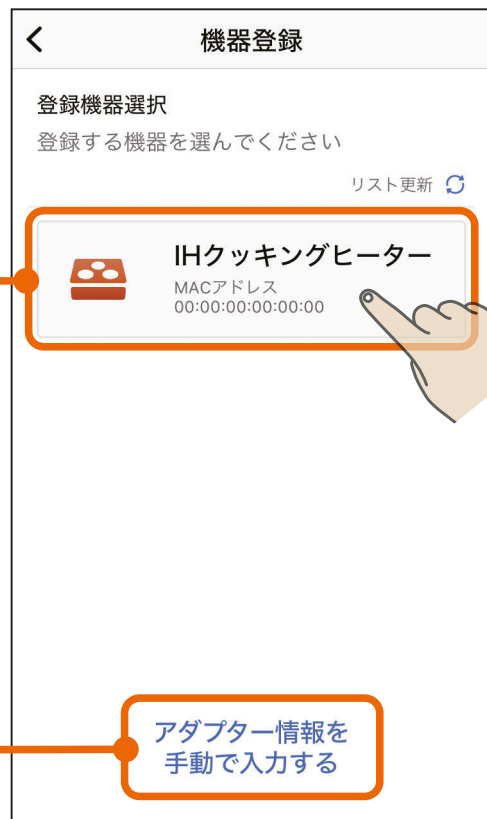 機器登録
登録機器選択
登録する機器を選んでください
リスト更新
IHクッキングヒーター
MACアドレス
00:00:00:00:00:00
アダプター情報を
手動で入力する